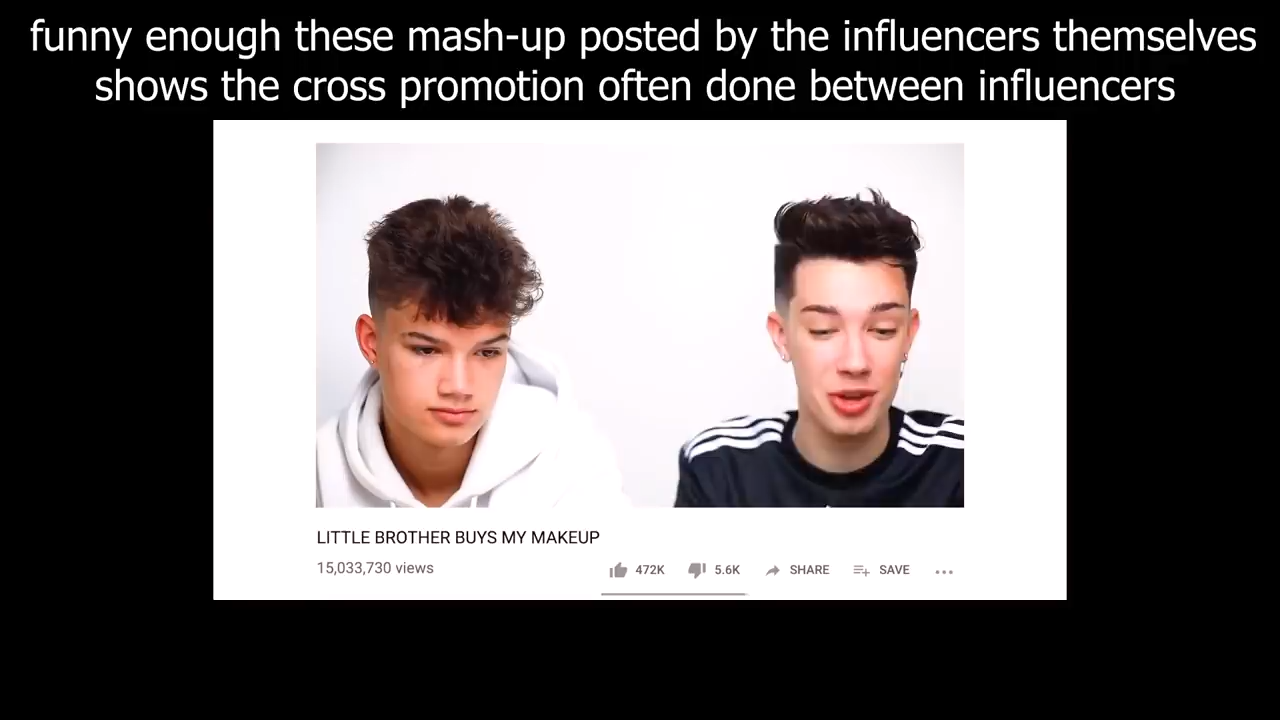 funny enough these mash-up posted by the influencers themselves
shows the cross promotion often done between influencers
LITTLE BROTHER BUYS MY MAKEUP
15,033,730 views
472K
5.6K
SHARE
SAVE